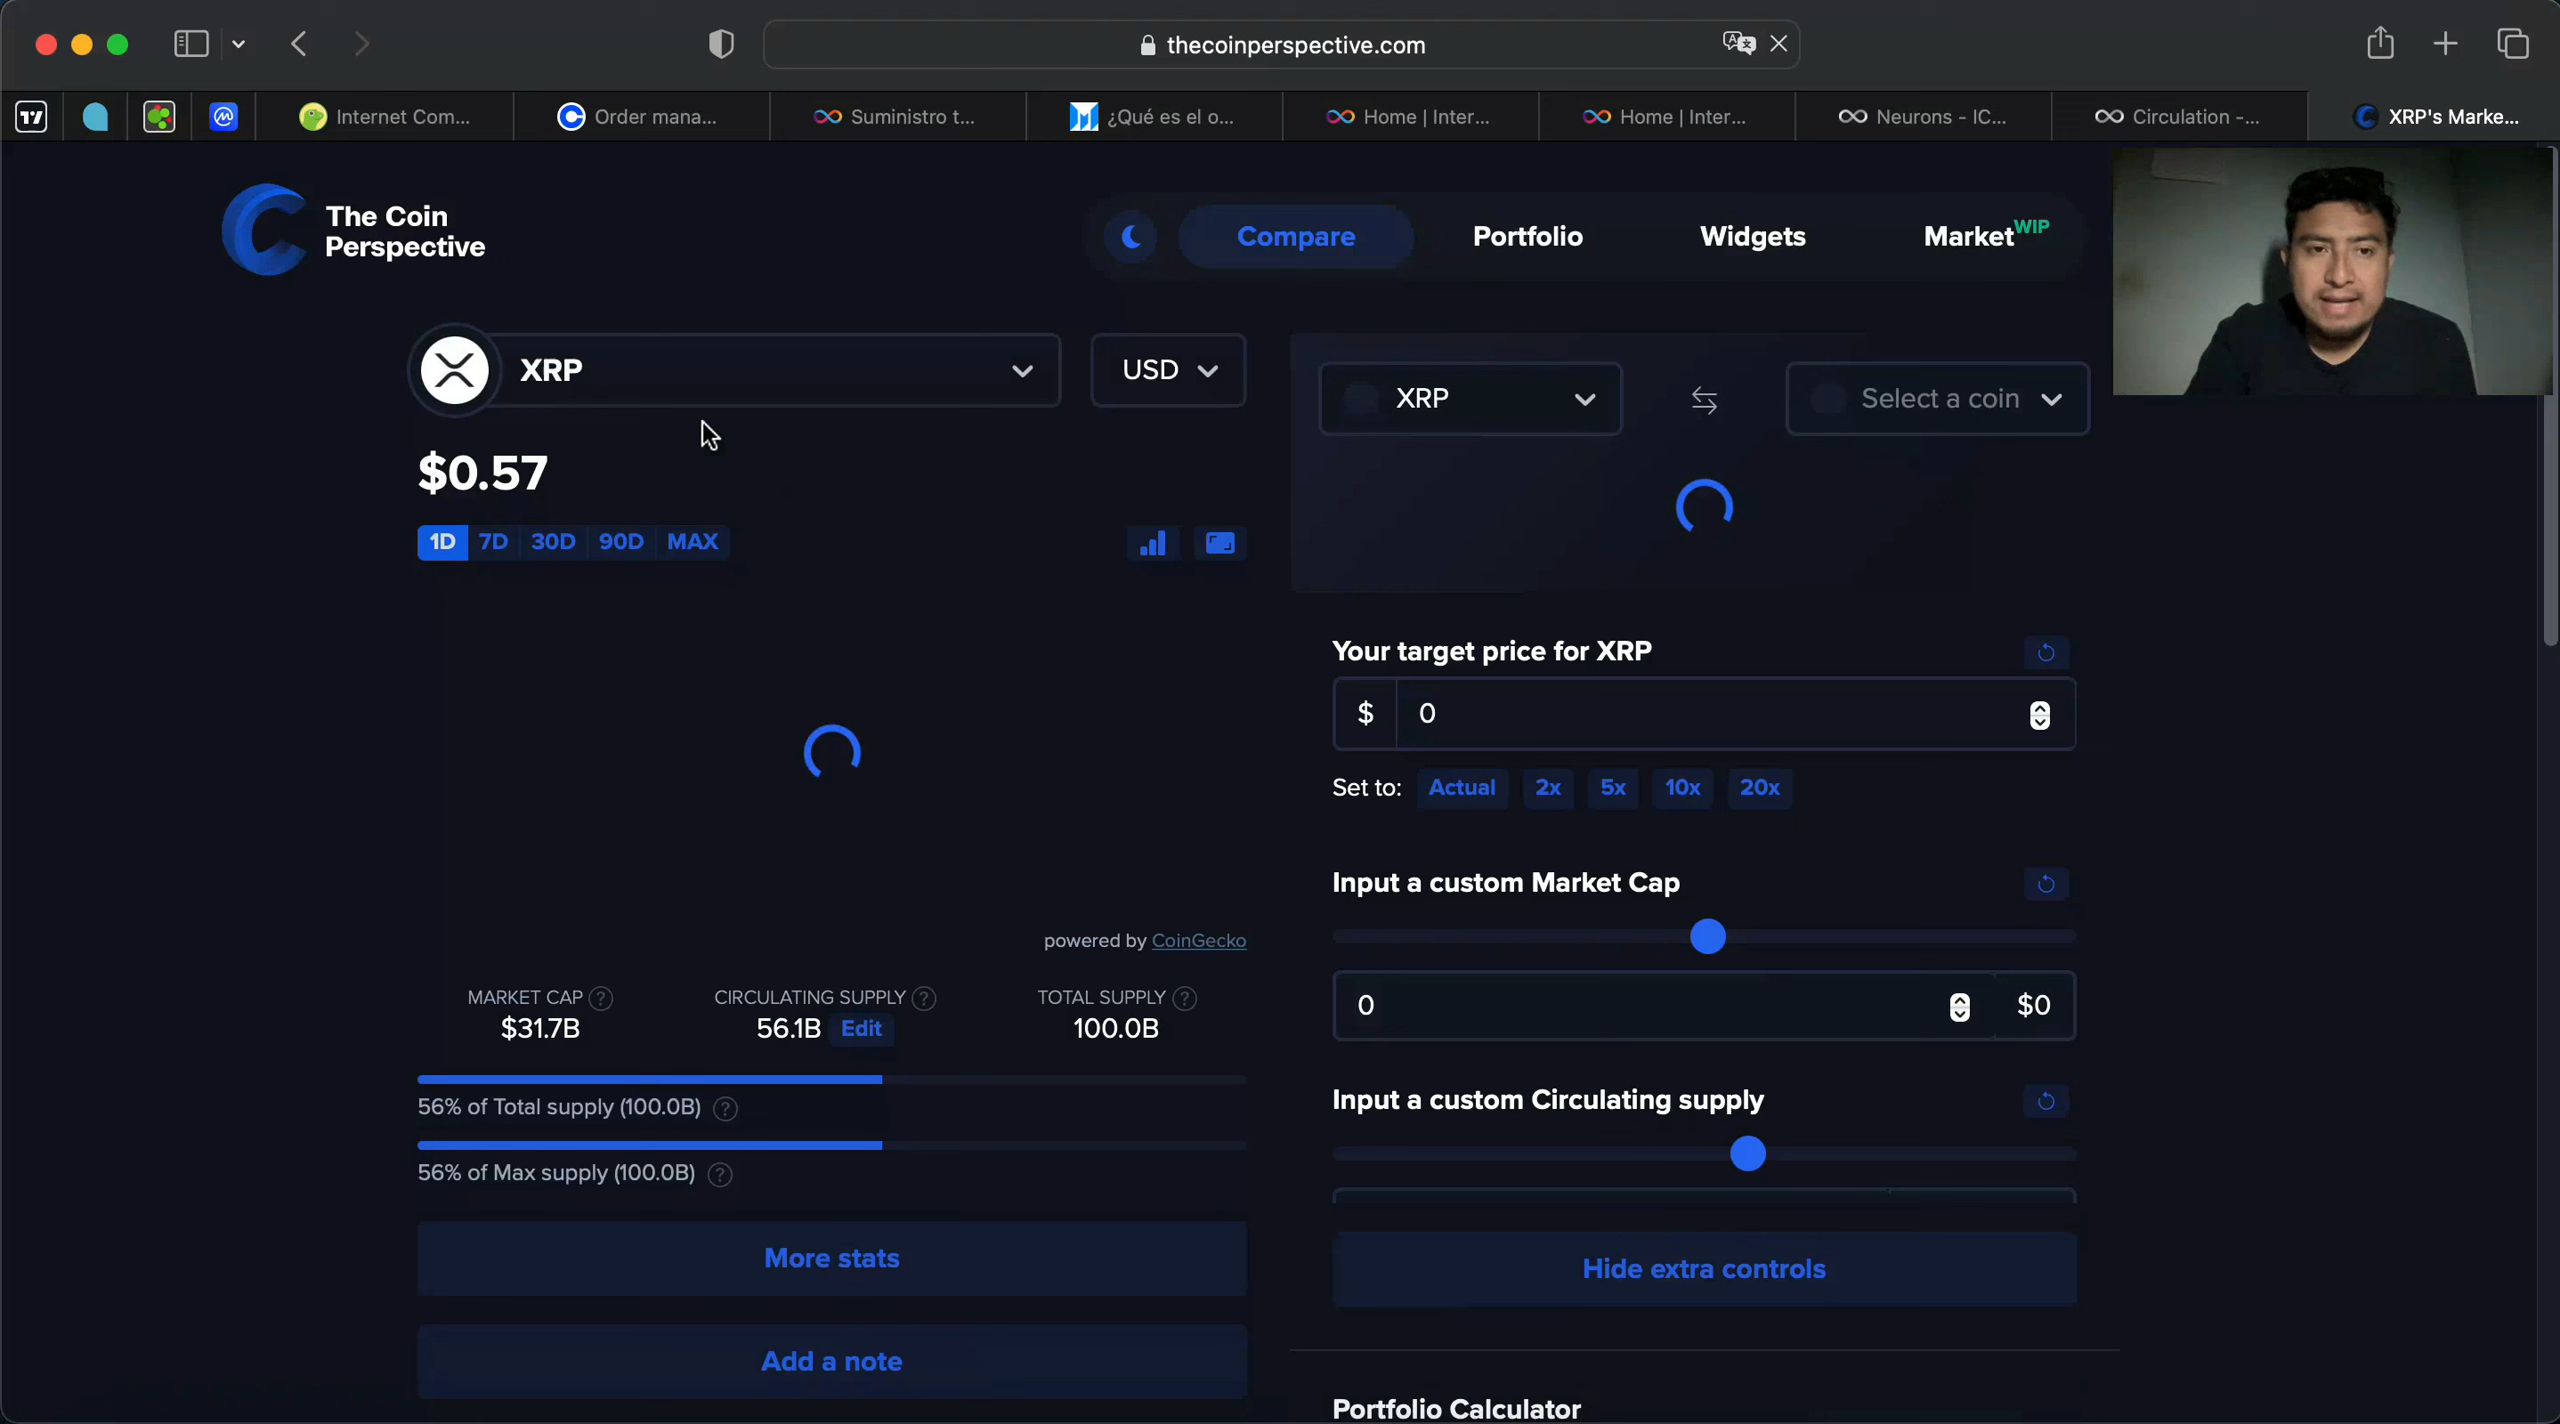 thecoinperspective.com
Internet Com...
Order mana...
Suministro t...
¿Qué es el o...
Home | Inter...
Home | Inter...
Neurons - IC...
Circulation -...
XRP's Marke...
The Coin
Perspective
Compare
Portfolio
Widgets
Market WIP
XRP
USD
XRP
Select a coin
$0.57
1D 7D 30D 90D MAX
Your target price for XRP
$ 0
Set to: Actual 2x 5x 10x 20x
Input a custom Market Cap
powered by CoinGecko
MARKET CAP ?
$31.7B
CIRCULATING SUPPLY ?
56.1B Edit
TOTAL SUPPLY ?
100.0B
0 $0
56% of Total supply (100.0B) ?
56% of Max supply (100.0B) ?
Input a custom Circulating supply
More stats
Hide extra controls
Add a note
Portfolio Calculator